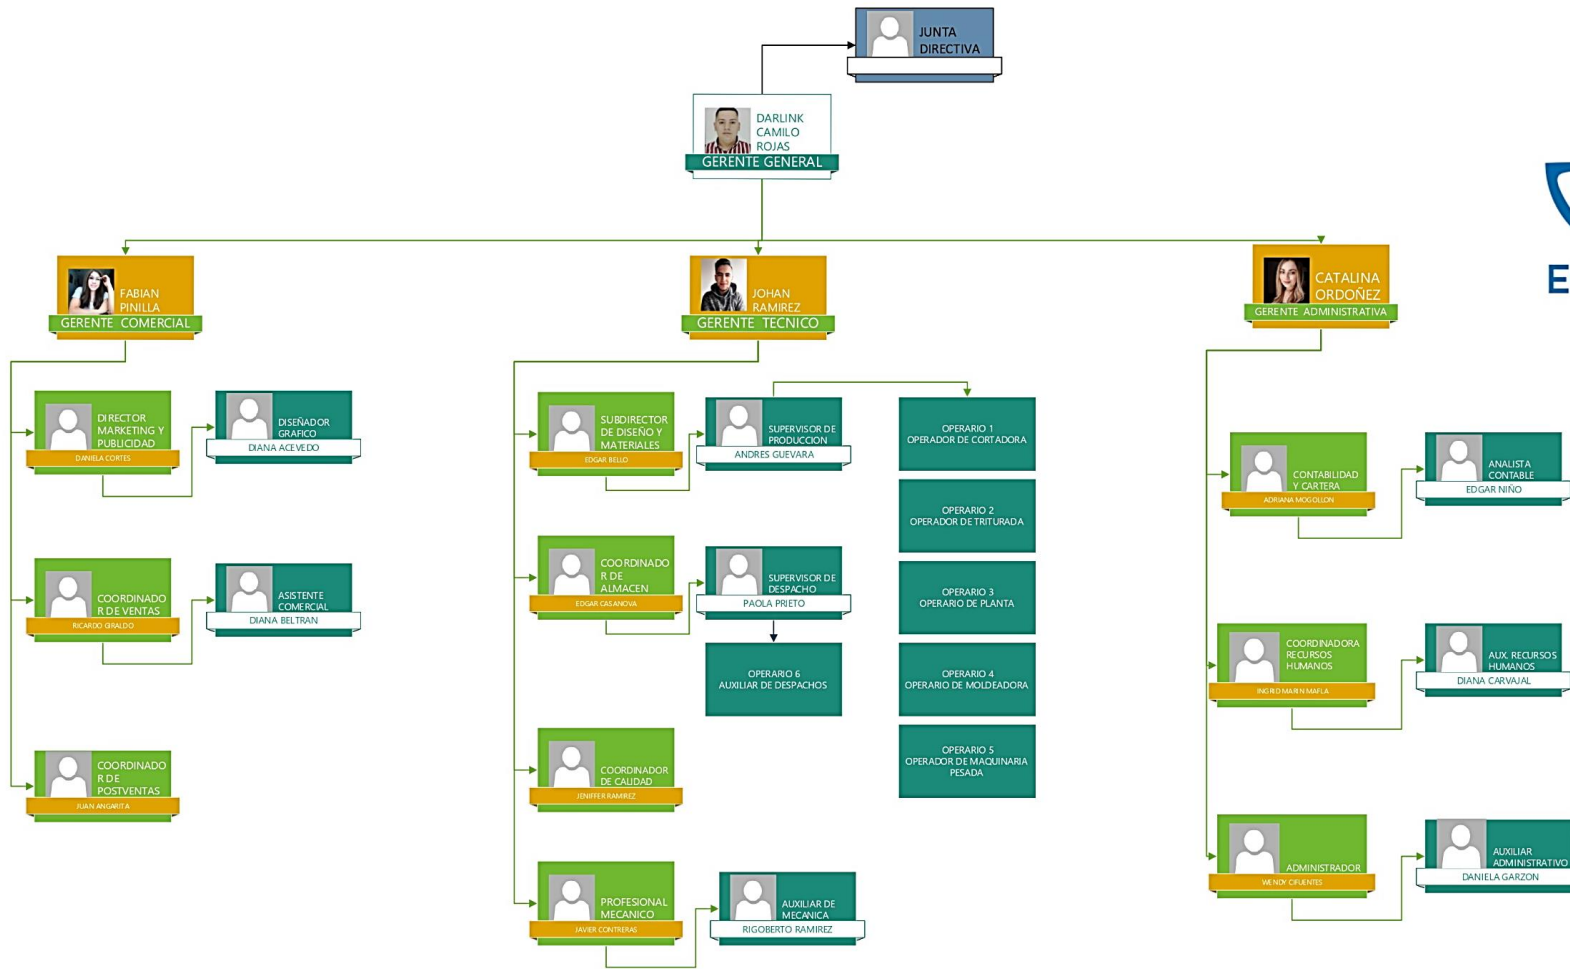 JUNTA
DIRECTIVA
DARLINK
CAMILO
ROJAS
GERENTE GENERAL
FABIAN
PINILLA
GERENTE COMERCIAL
JOHAN
RAMIREZ
GERENTE TECNICO
CATALINA
ORDOÑEZ
GERENTE ADMINISTRATIVA
E
DIRECTOR
MARKETING Y
PUBLICIDAD
DANIELA CORTES
DISEÑADOR
GRAFICO
DIANA ACEVEDO
COORDINADO
R DE VENTAS
RICARDO GIRALDO
ASISTENTE
COMERCIAL
DIANA BELTRAN
COORDINADO
R DE
POSTVENTAS
JUAN ANGARITA
SUBDIRECTOR
DE DISEÑO Y
MATERIALES
EDGAR BELLO
SUPERVISOR DE
PRODUCCION
ANDRES GUEVARA
OPERARIO 1
OPERADOR DE CORTADORA
OPERARIO 2
OPERADOR DE TRITURADA
OPERARIO 3
OPERARIO DE PLANTA
OPERARIO 4
OPERARIO DE MOLDEADORA
OPERARIO 5
OPERADOR DE MAQUINARIA
PESADA
COORDINADO
R DE
ALMACEN
EDGAR CASANOVA
SUPERVISOR DE
DESPACHO
PAOLA PRIETO
OPERARIO 6
AUXILIAR DE DESPACHOS
COORDINADOR
DE CALIDAD
JENIFFER RAMIREZ
PROFESIONAL
MECANICO
JAVIER CONTRERAS
AUXILIAR DE
MECANICA
RIGOBERTO RAMIREZ
CONTABILIDAD
Y CARTERA
ADRIANA MOGOLLON
ANALISTA
CONTABLE
EDGAR NIÑO
COORDINADORA
RECURSOS
HUMANOS
INGRID MARIN MAFLA
AUX. RECURSOS
HUMANOS
DIANA CARVAJAL
ADMINISTRADOR
WENDY CIFUENTES
AUXILIAR
ADMINISTRATIVO
DANIELA GARZON